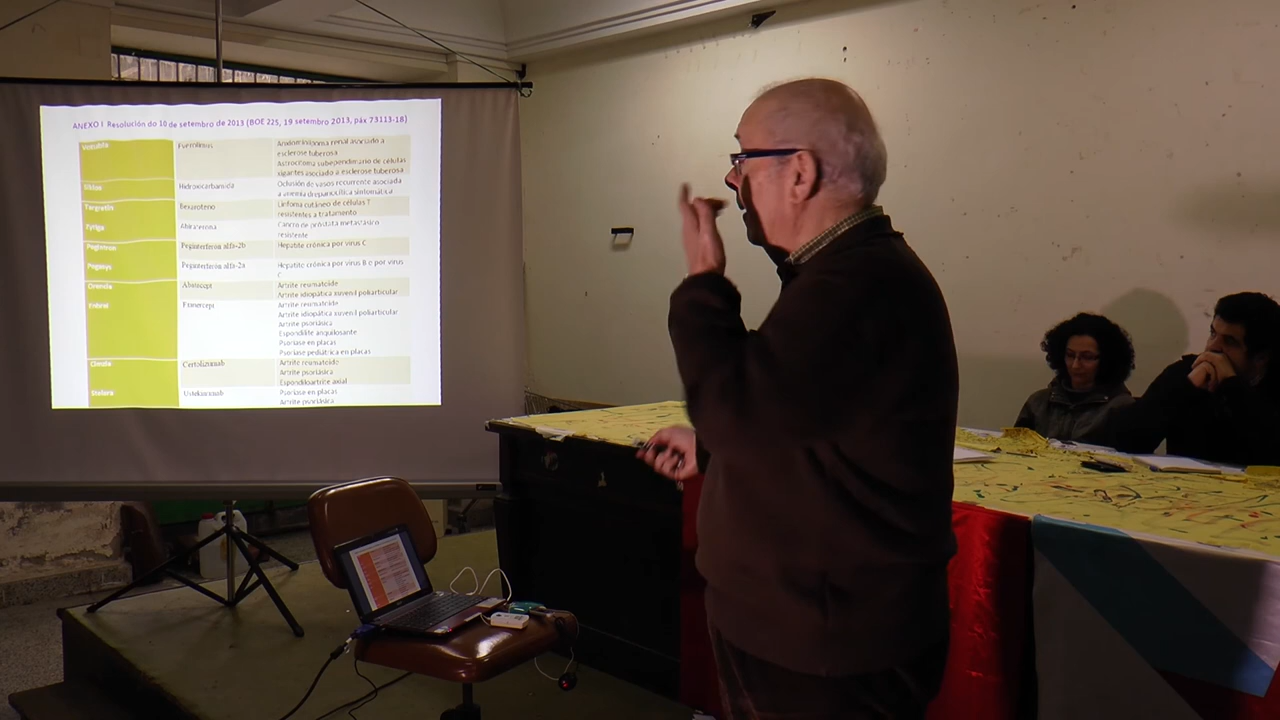 ANEXO I Resolución do 10 de setembro de 2013 (BOE 225, 19 setembro 2013, páx 73113-18)
Votubia Everolimus Anxiomiolipoma renal asociado a
esclerose tuberosa
Astrocitoma subependimario de células
xigantes asociado a esclerose tuberosa
Siklos Hidroxicarbamida Oclusión de vasos recurrente asociada
a anemia drepanocítica sintomática
Targretin Bexaroteno Linfoma cutáneo de células T
resistentes a tratamento
Zytiga Abiraterona Cancro de próstata metastásico
resistente
Pegintron Peginterferón alfa-2b Hepatite crónica por virus C
Pegasys Peginterferón alfa-2a Hepatite crónica por virus B e por virus
C
Orencia Abatacept Artrite reumatoide
Artrite idiopática xuvenil poliarticular
Enbrel Etanercept Artrite reumatoide
Artrite idiopática xuvenil poliarticular
Artrite psoriásica
Espondilite anquilosante
Psoriase en placas
Psoriase pediátrica en placas
Cimzia Certolizumab Artrite reumatoide
Artrite psoriásica
Espondiloartrite axial
Stelara Ustekinumab Psoriase en placas
Artrite psoriásica